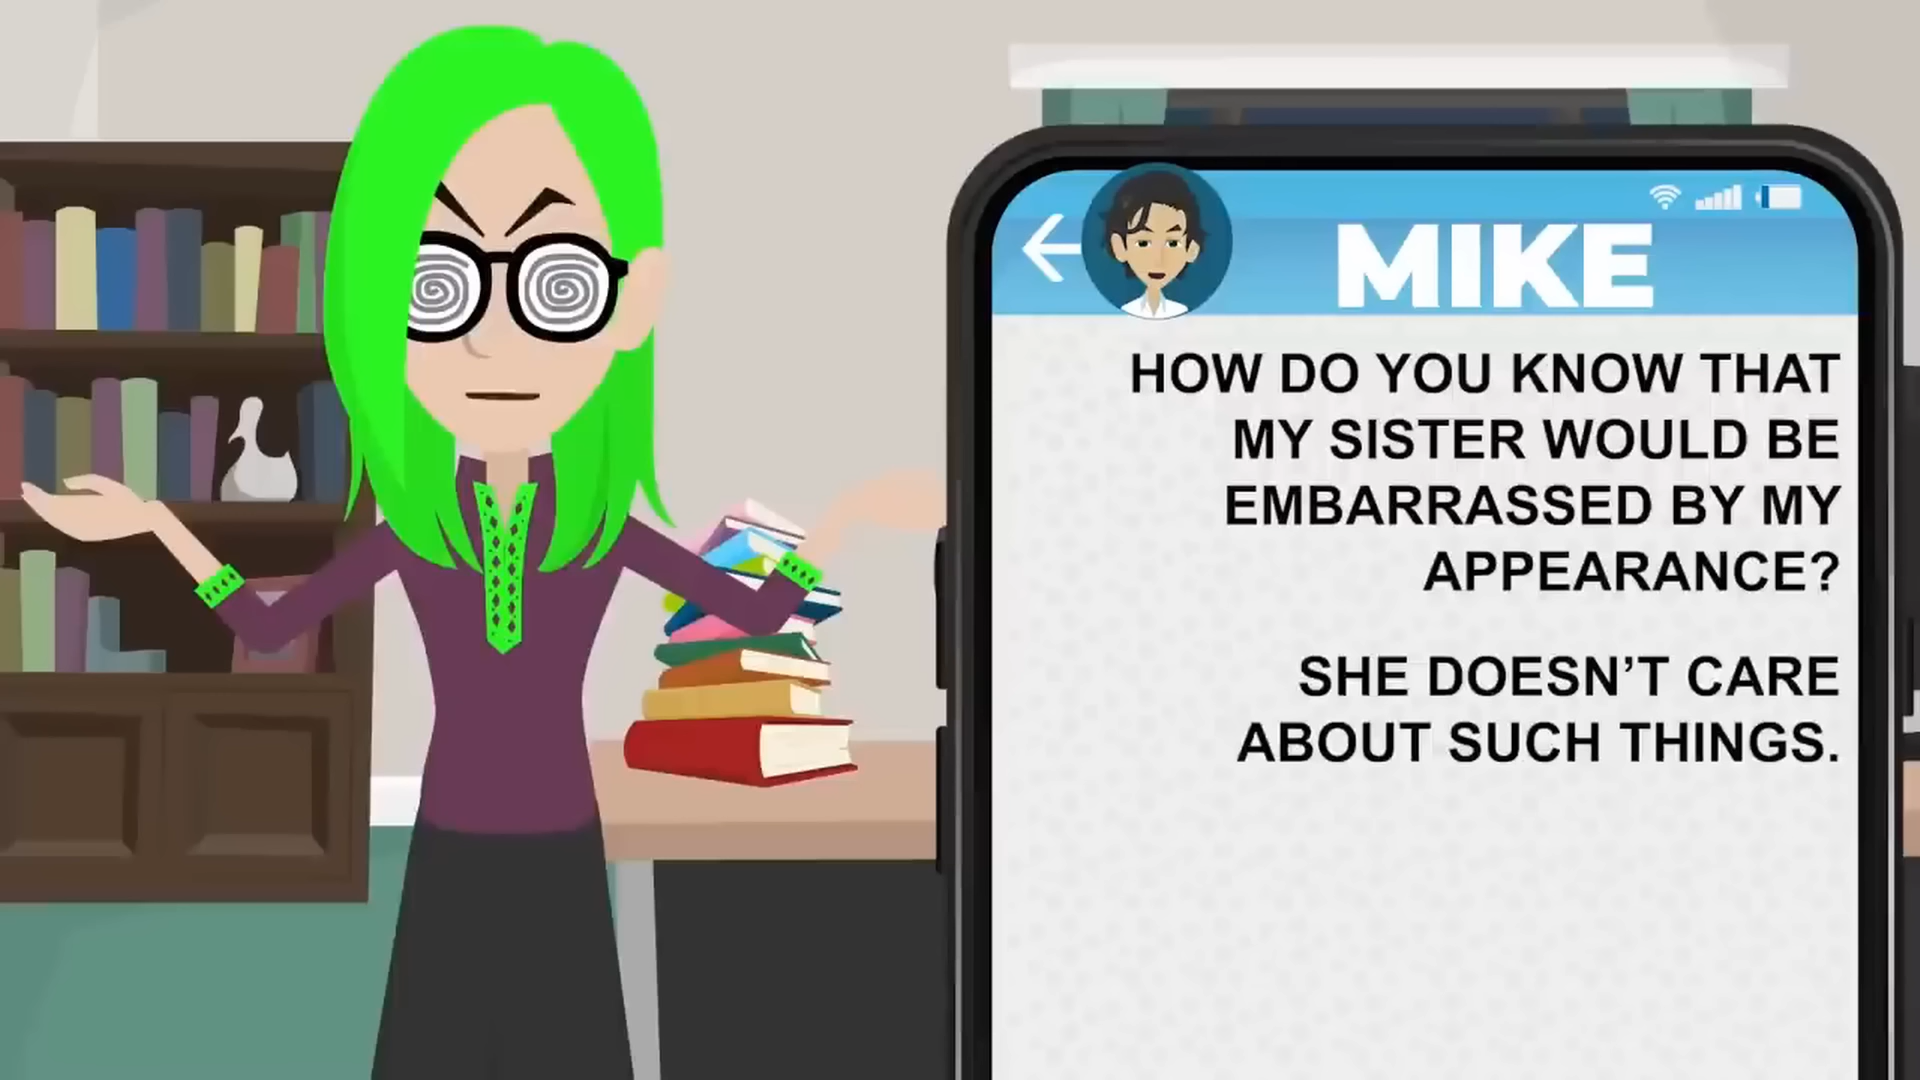 MIKE
HOW DO YOU KNOW THAT
MY SISTER WOULD BE
EMBARRASSED BY MY
APPEARANCE?
SHE DOESN’T CARE
ABOUT SUCH THINGS.